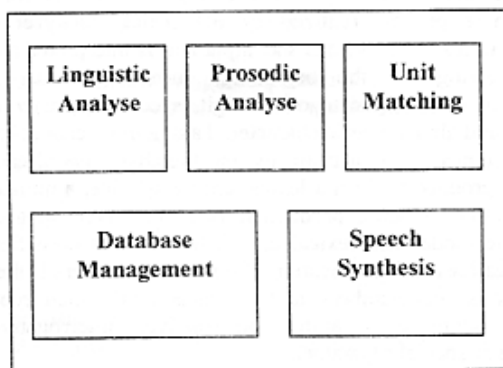 Linguistic
Analyse
Prosodic
Analyse
Unit
Matching
Database
Management
Speech
Synthesis